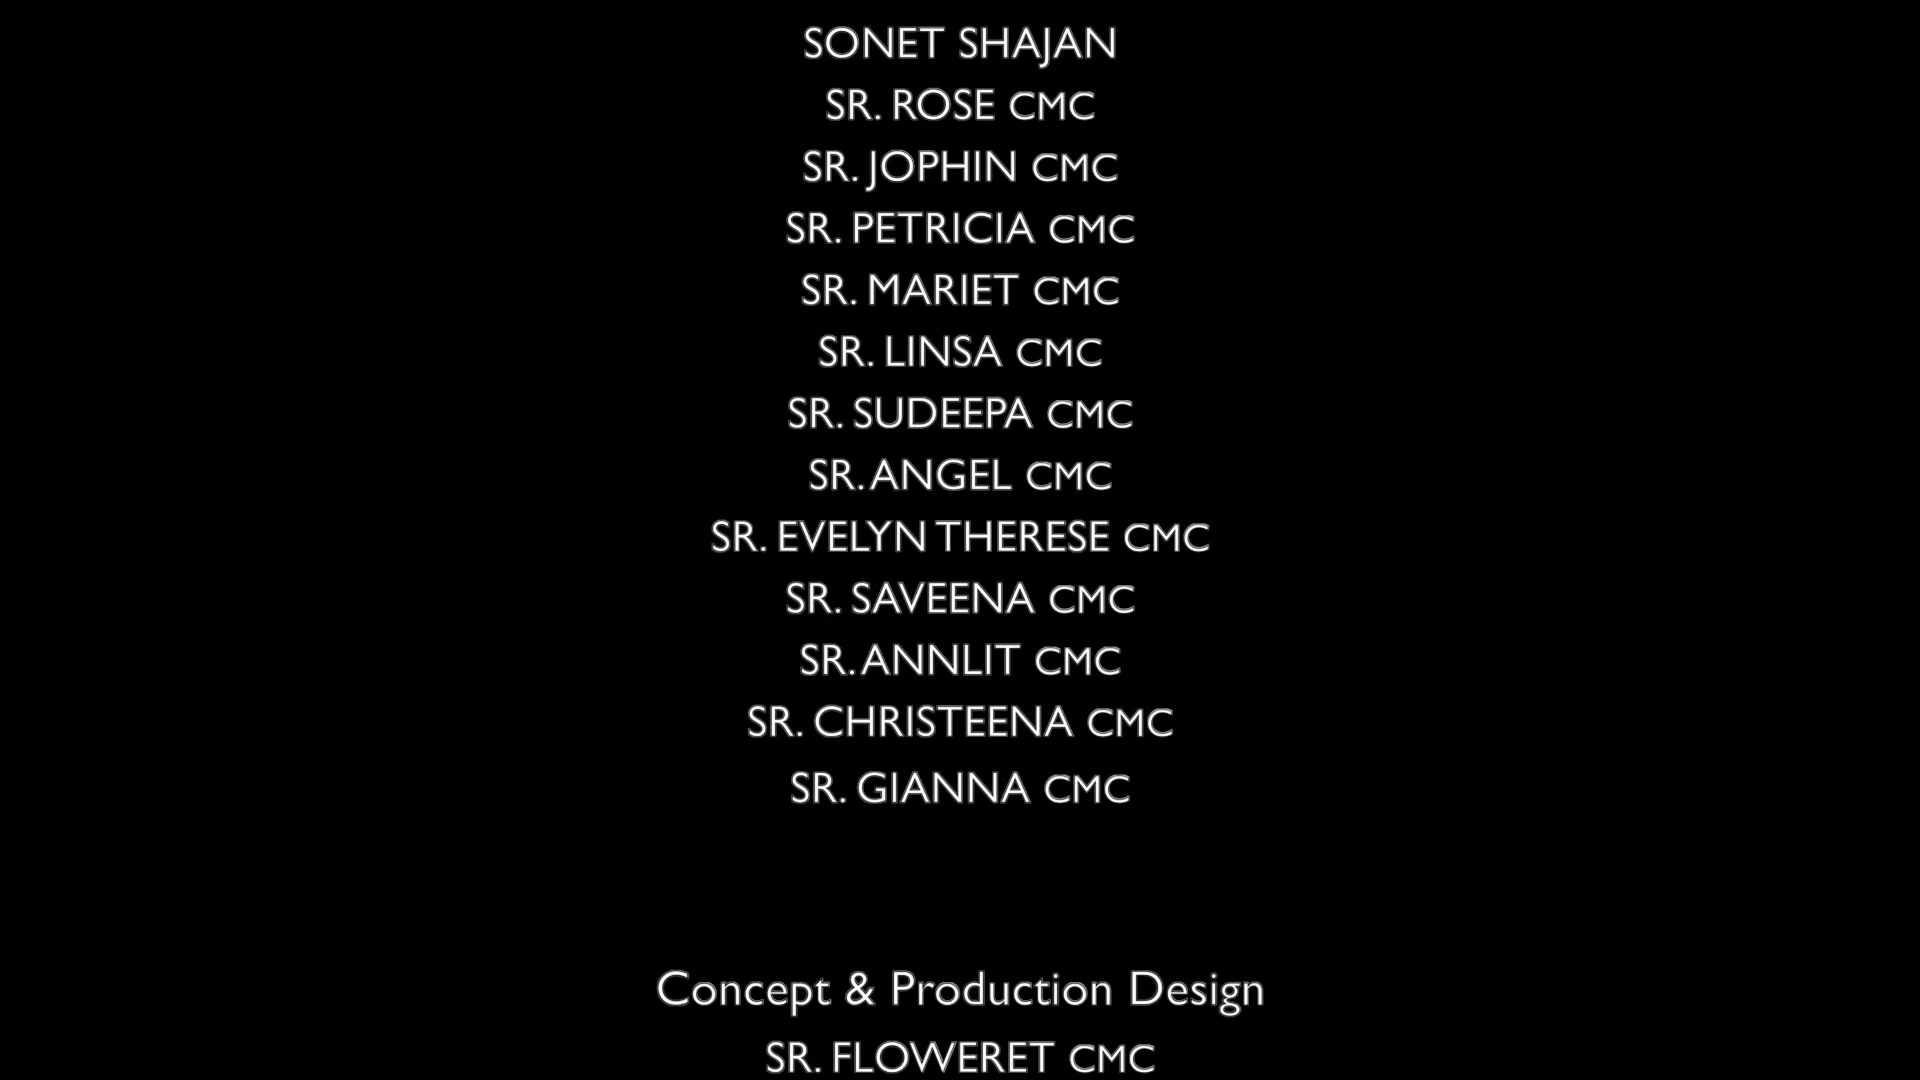 SONET SHAJAN
SR. ROSE CMC
SR. JOPHIN CMC
SR. PETRICIA CMC
SR. MARIET CMC
SR. LINSA CMC
SR. SUDEEPA CMC
SR. ANGEL CMC
SR. EVELYN THERESE CMC
SR. SAVEENA CMC
SR. ANNLIT CMC
SR. CHRISTEENA CMC
SR. GIANNA CMC
Concept & Production Design
SR. FLOWERET CMC